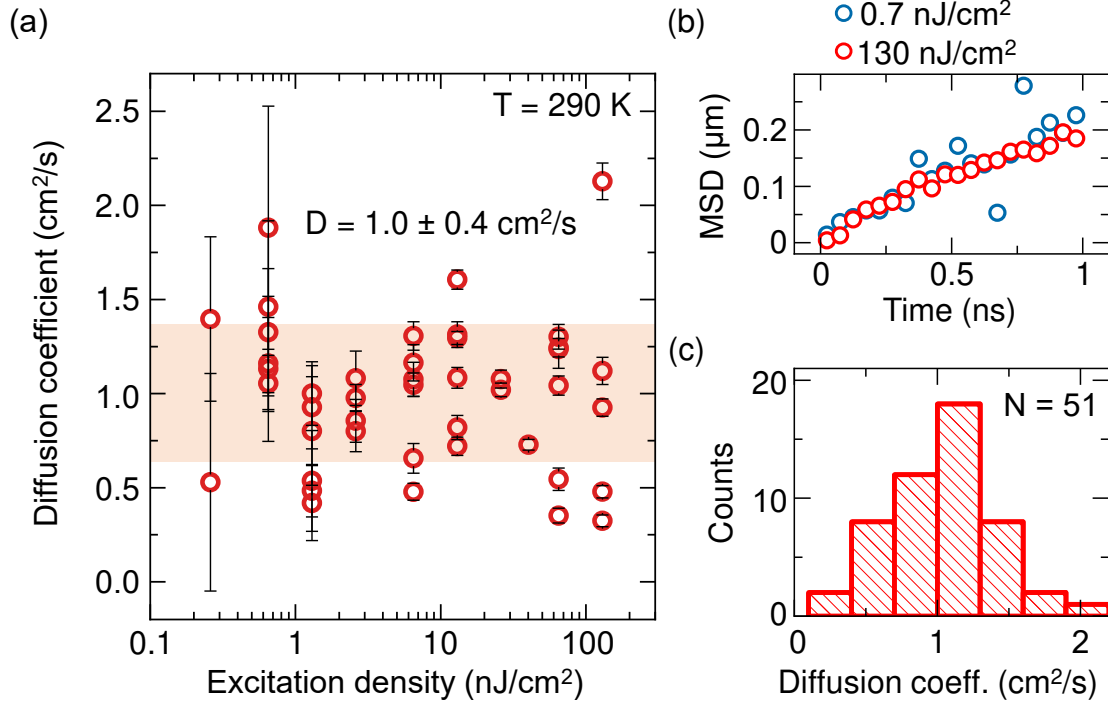 (a)
2.5
2.0
1.5
1.0
0.5
0.0
Diffusion coefficient (cm²/s)
T = 290 K
D = 1.0 ± 0.4 cm²/s
0.1
1
10
100
Excitation density (nJ/cm²)
(b)
0.7 nJ/cm²
130 nJ/cm²
0.2
0.1
0
MSD (μm)
0
0.5
1
Time (ns)
(c)
20
10
0
Counts
N = 51
0
1
2
Diffusion coeff. (cm²/s)